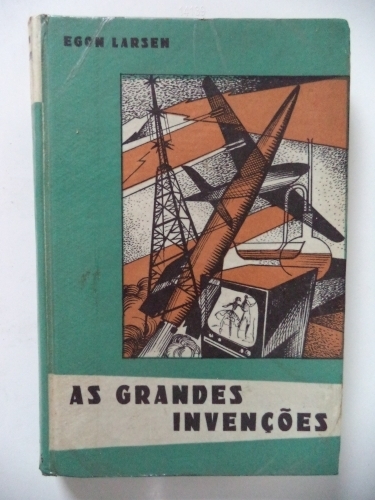 EGON LARSEN
AS GRANDES
INVENÇÕES